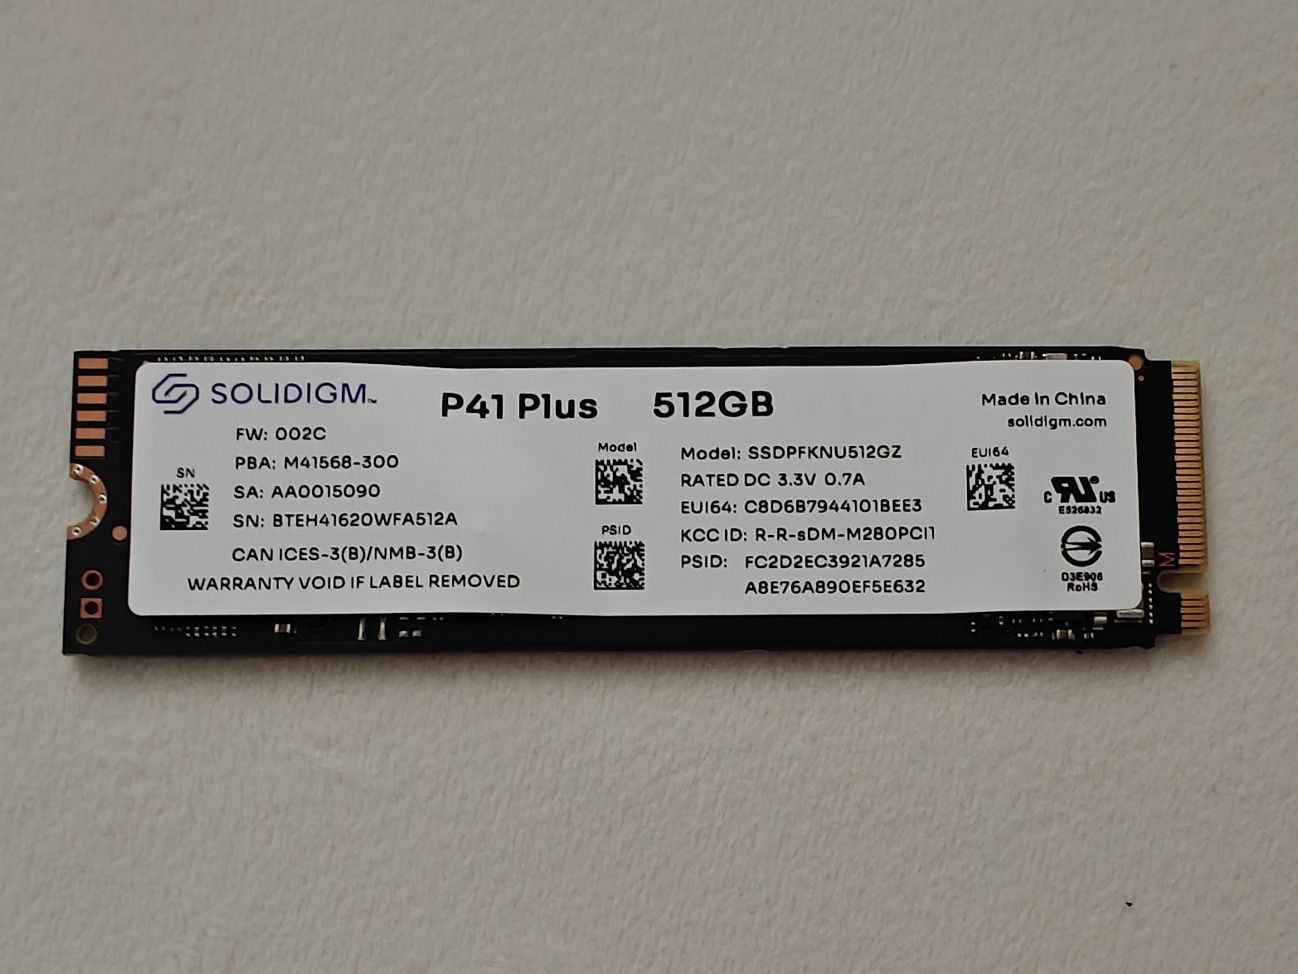 SOLIDIGM™
P41 Plus 512GB
Made in China
solidigm.com
FW: 002C
PBA: M41568-300
SA: AA0015090
SN: BTEH41620WFA512A
CAN ICES-3(B)/NMB-3(B)
WARRANTY VOID IF LABEL REMOVED
SN
Model
PSID
Model: SSDPFKNU512GZ
RATED DC 3.3V 0.7A
EUI64: C8D6B7944101BEE3
KCC ID: R-R-sDM-M280PCI1
PSID: FC2D2EC3921A7285
A8E76A890EF5E632
EUI64
c RU US
E526832
D3E906
RoHS
M